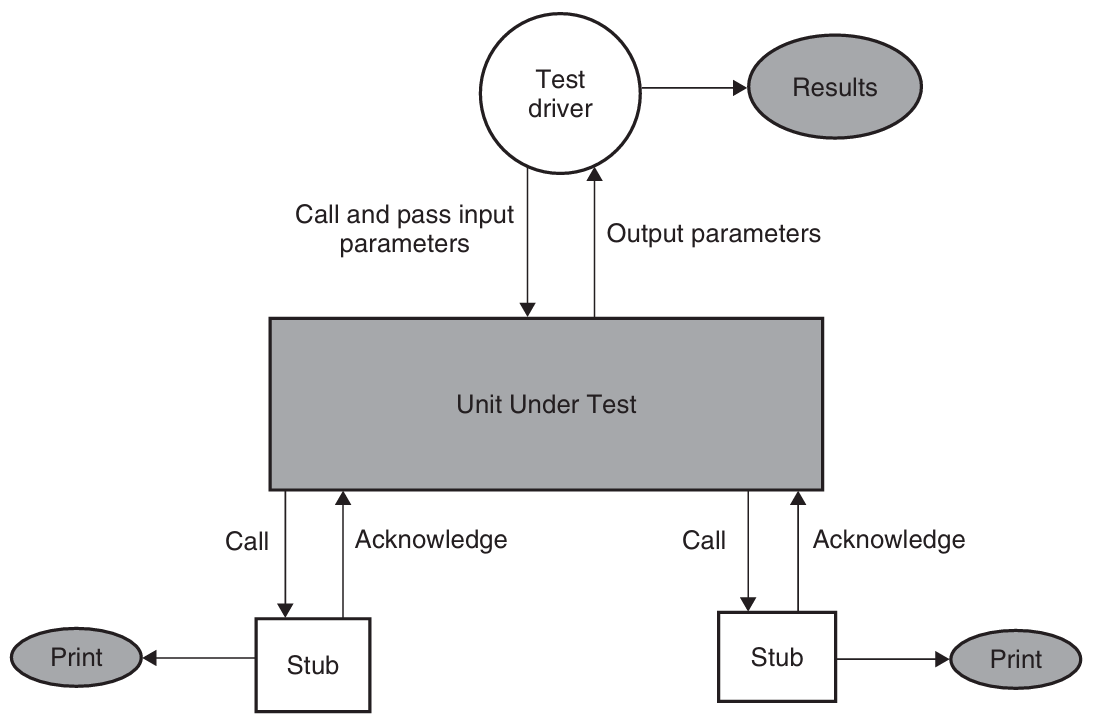 Test
driver
Results
Call and pass input
parameters
Output parameters
Unit Under Test
Call
Acknowledge
Call
Acknowledge
Print
Stub
Stub
Print